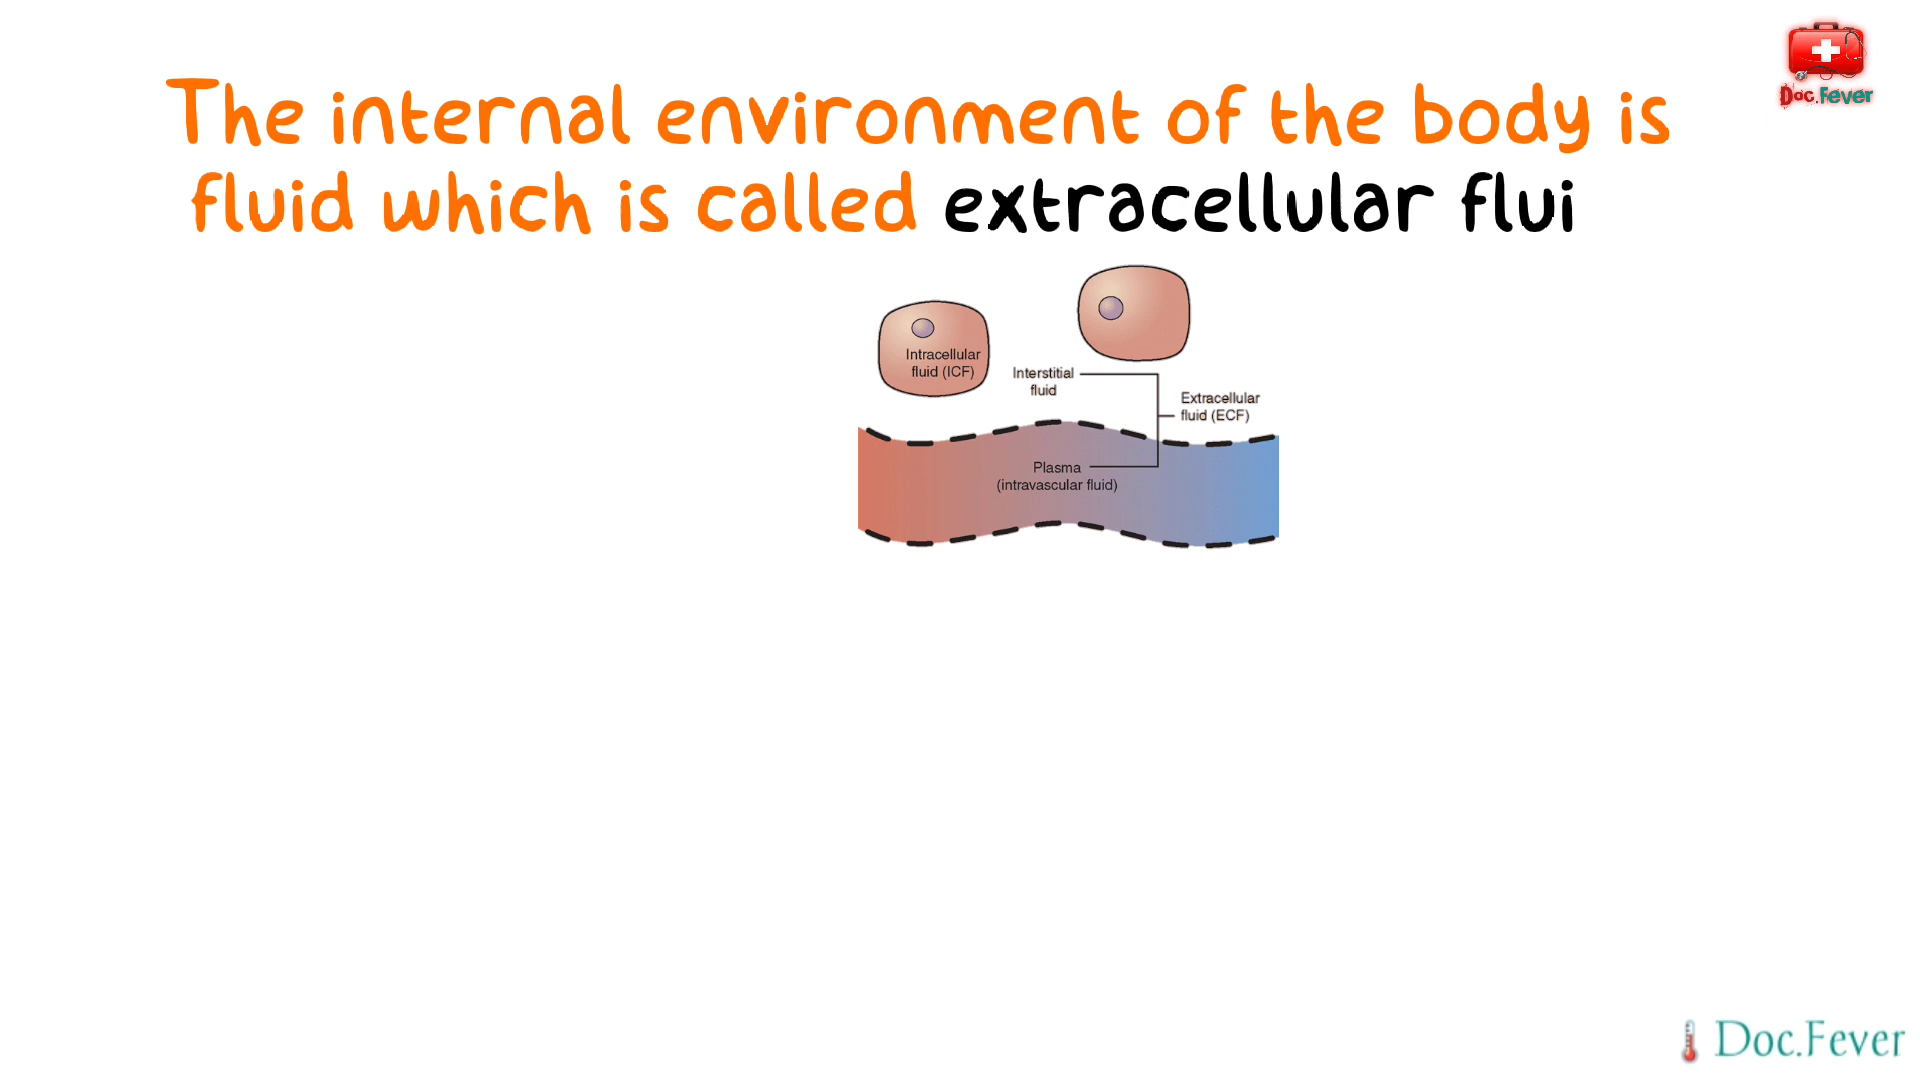 Doc.Fever
The internal environment of the body is
fluid which is called extracellular flui
Intracellular
fluid (ICF)
Interstitial
fluid
Extracellular
fluid (ECF)
Plasma
(intravascular fluid)
Doc.Fever